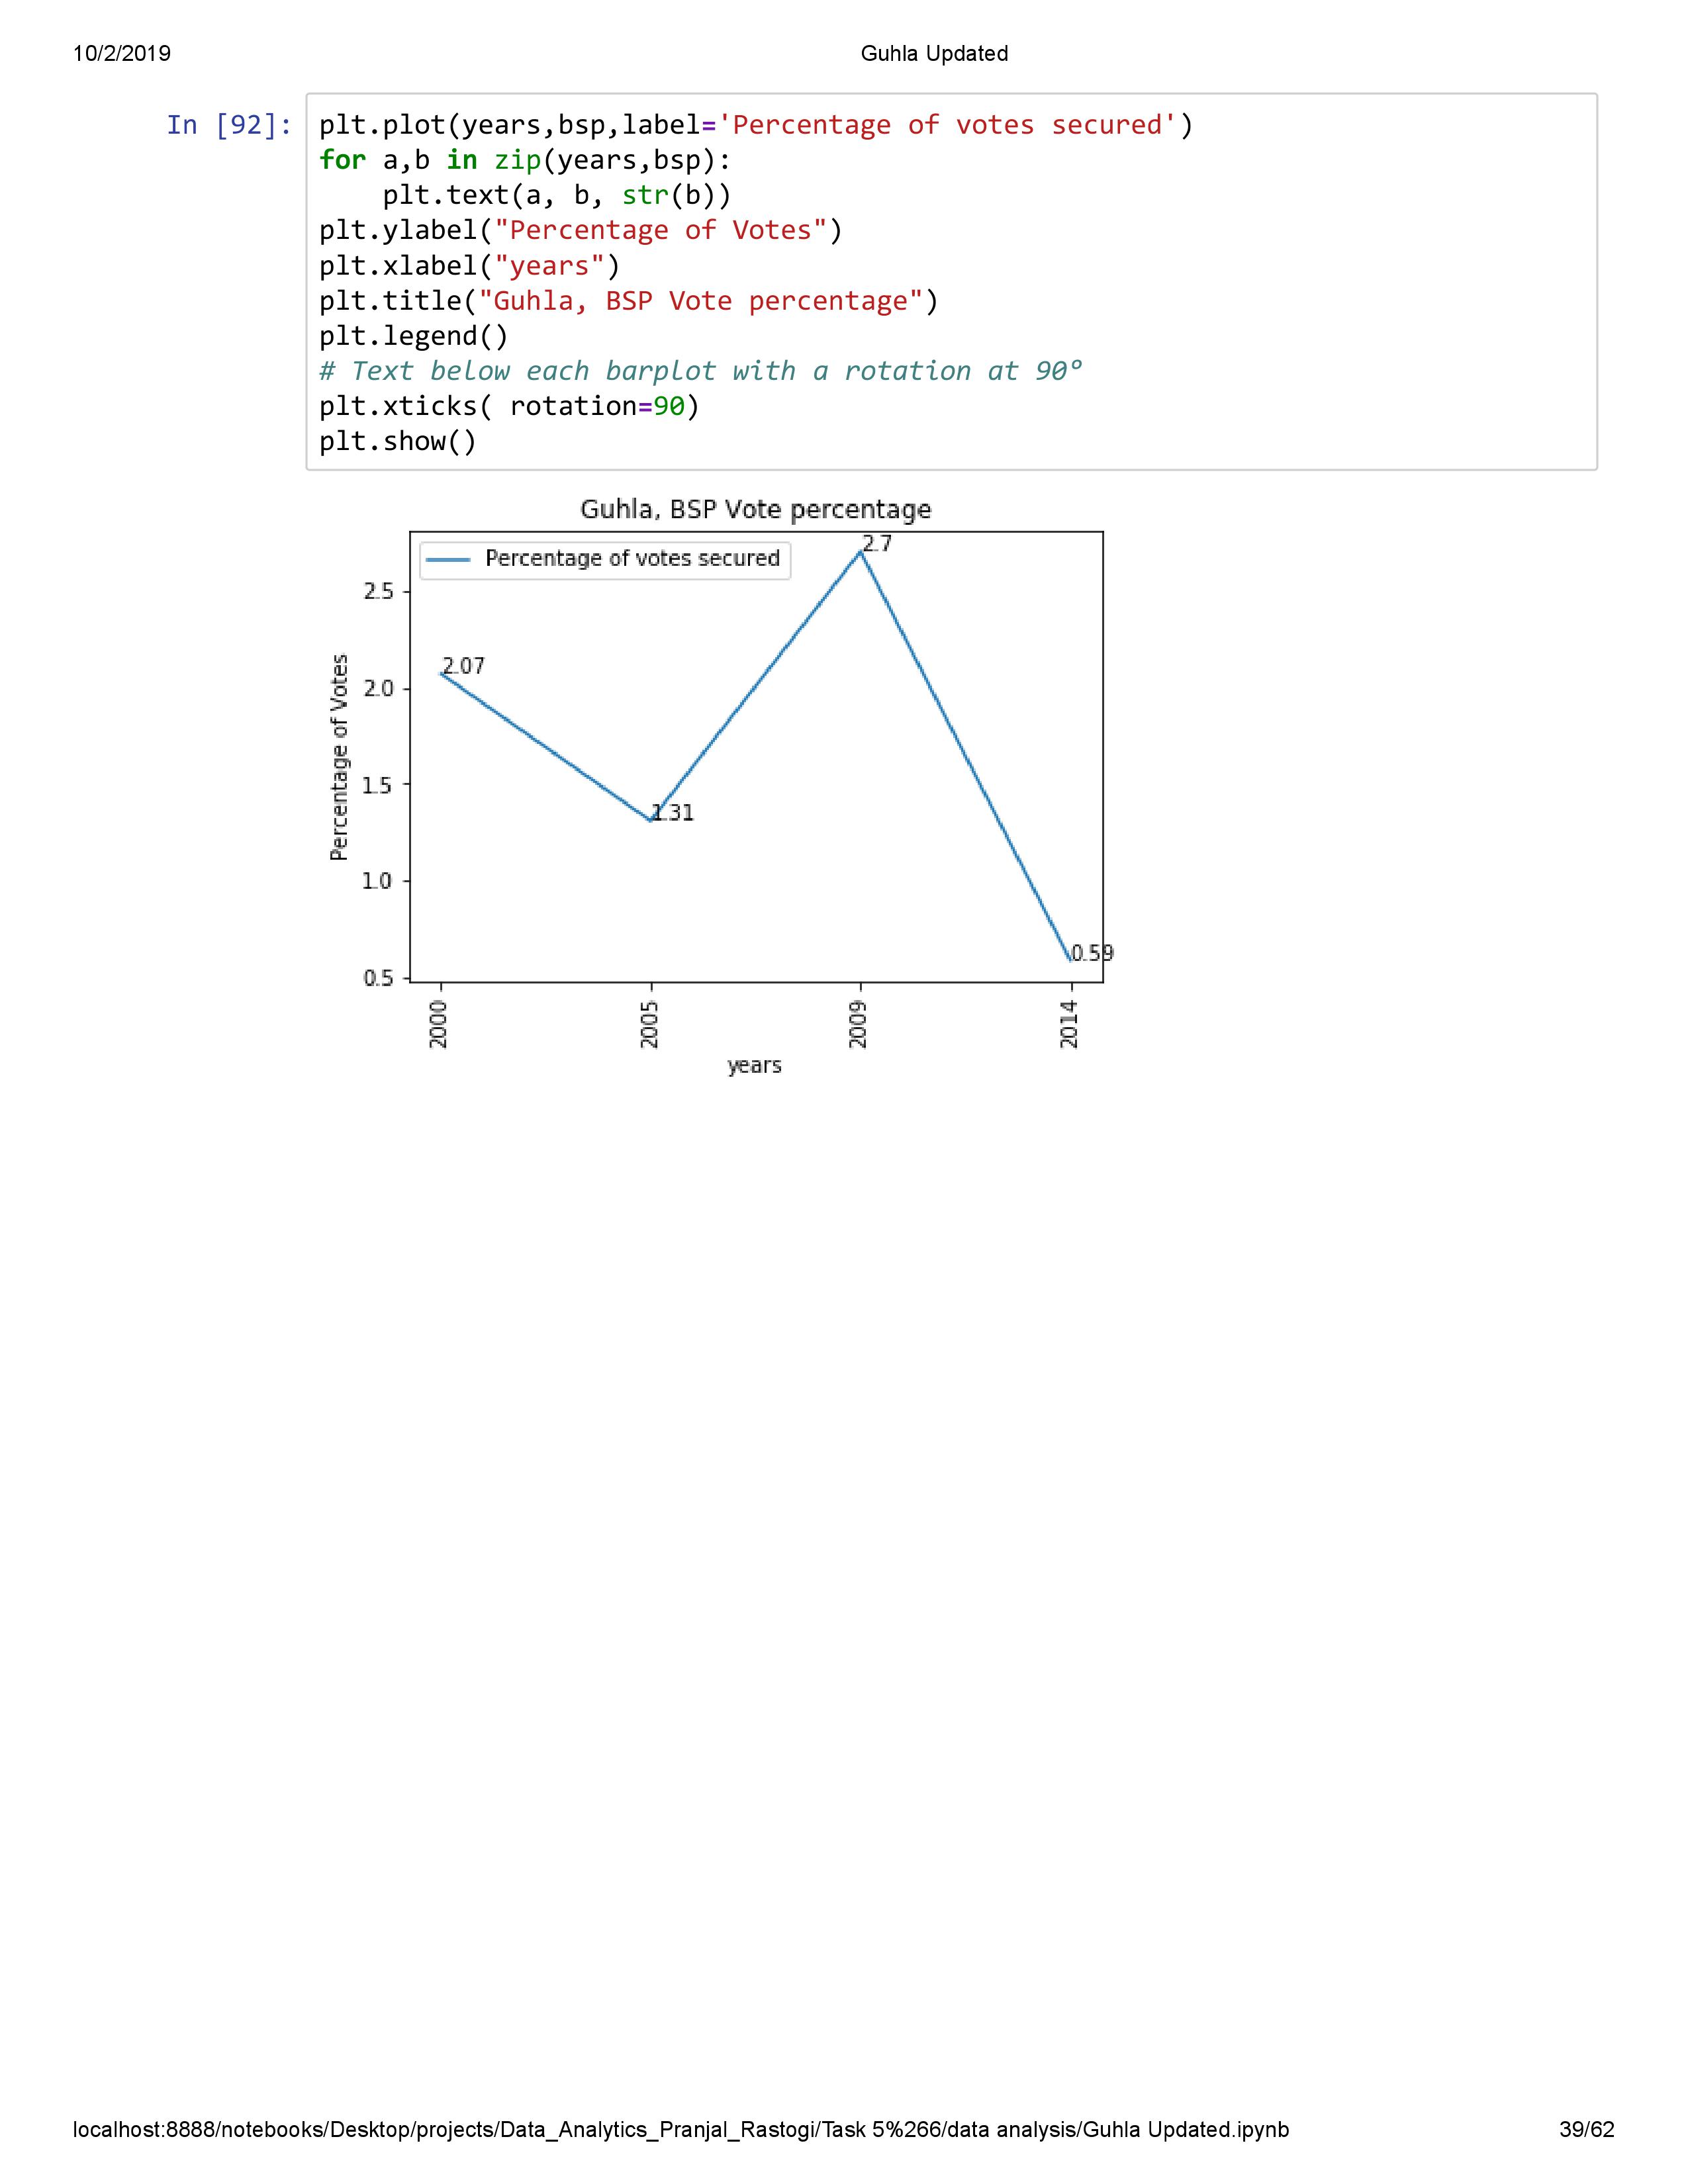 10/2/2019 Guhla Updated
In [92]: plt.plot(years,bsp,label='Percentage of votes secured')
for a,b in zip(years,bsp):
    plt.text(a, b, str(b))
plt.ylabel("Percentage of Votes")
plt.xlabel("years")
plt.title("Guhla, BSP Vote percentage")
plt.legend()
# Text below each barplot with a rotation at 90º
plt.xticks( rotation=90)
plt.show()
Guhla, BSP Vote percentage
Percentage of votes secured
2.7
2.5
2.07
2.0
1.5
1.31
1.0
0.59
0.5
Percentage of Votes
2000 2005 2009 2014
years
localhost:8888/notebooks/Desktop/projects/Data_Analytics_Pranjal_Rastogi/Task 5%266/data analysis/Guhla Updated.ipynb 39/62